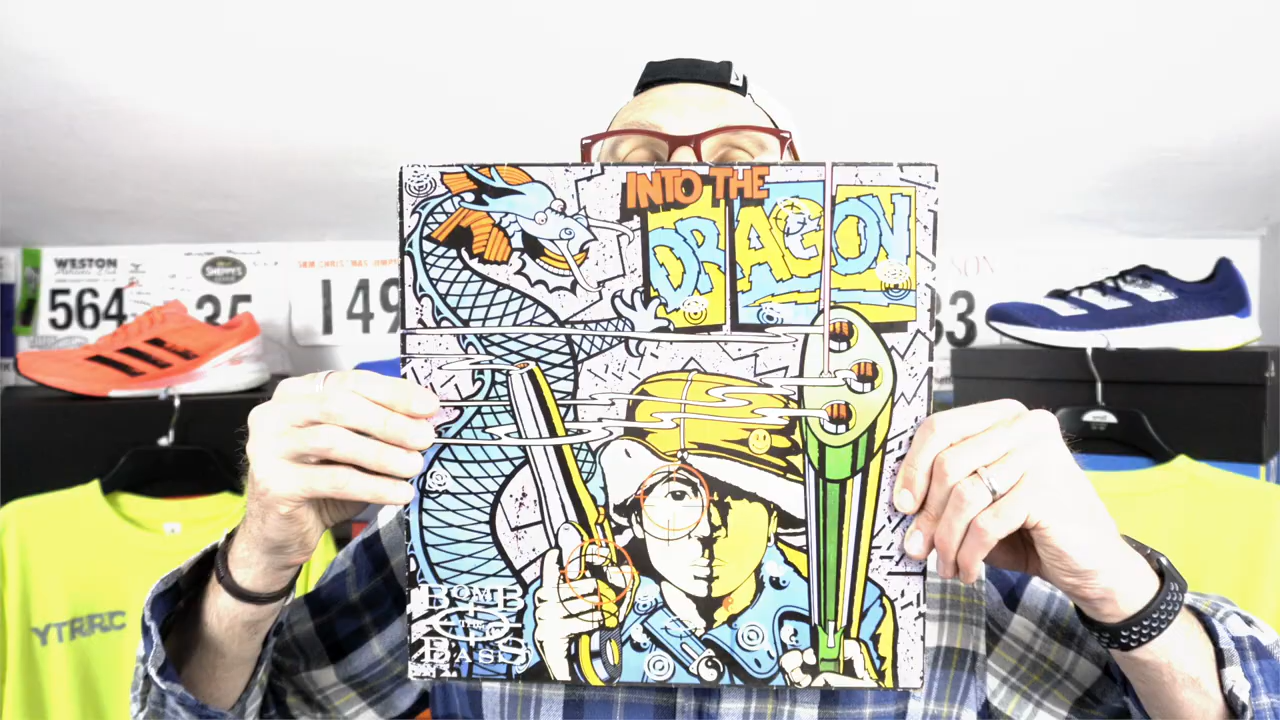 INTO THE
DRAGON
WESTON
564
35
149
33
BOMB
THE
BASS
YTRRC